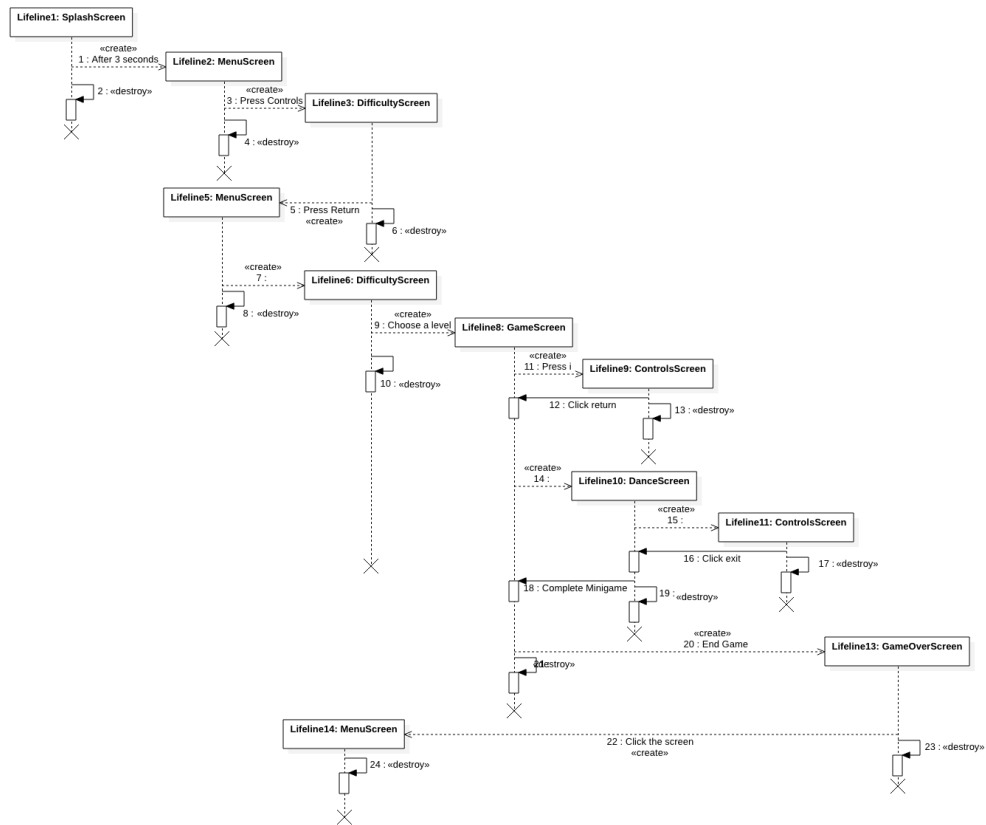 Lifeline1: SplashScreen
«create»
1 : After 3 seconds
Lifeline2: MenuScreen
2 : «destroy»
«create»
3 : Press Controls
Lifeline3: DifficultyScreen
4 : «destroy»
Lifeline5: MenuScreen
5 : Press Return
«create»
6 : «destroy»
«create»
7 :
Lifeline6: DifficultyScreen
8 : «destroy»
«create»
9 : Choose a level
Lifeline8: GameScreen
«create»
11 : Press i
Lifeline9: ControlsScreen
10 : «destroy»
12 : Click return
13 : «destroy»
«create»
14 :
Lifeline10: DanceScreen
«create»
15 :
Lifeline11: ControlsScreen
16 : Click exit
17 : «destroy»
18 : Complete Minigame
19 : «destroy»
«create»
20 : End Game
Lifeline13: GameOverScreen
21 : «destroy»
Lifeline14: MenuScreen
22 : Click the screen
«create»
23 : «destroy»
24 : «destroy»